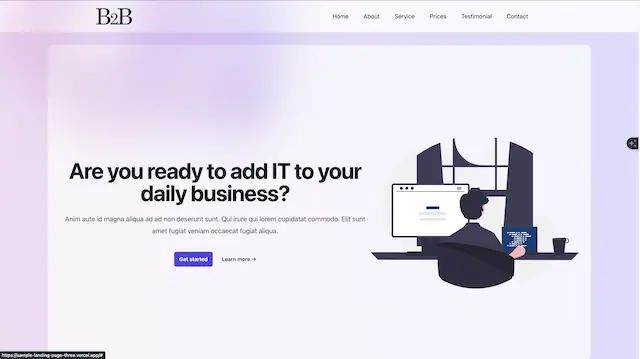 B2B
Home
About
Service
Prices
Testimonial
Contact
Are you ready to add IT to your
daily business?
Anim aute id magna aliqua ad ad non deserunt sunt. Qui irure qui lorem cupidatat commodo. Elit sunt
amet fugiat veniam occaecat fugiat aliqua.
Get started
Learn more →
https://sample-landing-page-three.vercel.app/#